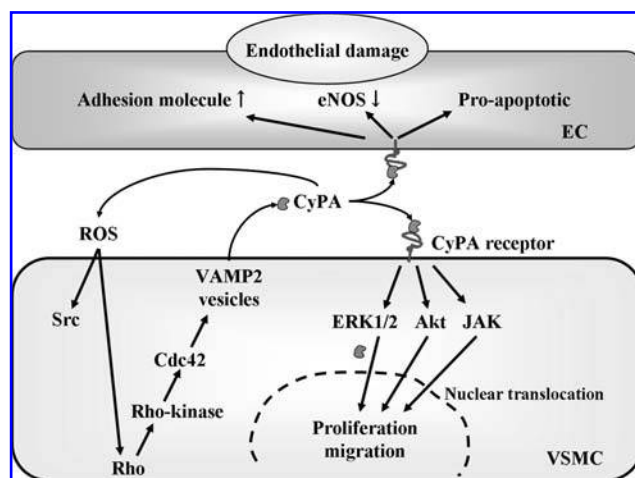 Endothelial damage
Adhesion molecule ↑
eNOS ↓
Pro-apoptotic
EC
CyPA
ROS
CyPA receptor
VAMP2
vesicles
Src
ERK1/2
Akt
JAK
Cdc42
Nuclear translocation
Rho-kinase
Proliferation
migration
Rho
VSMC